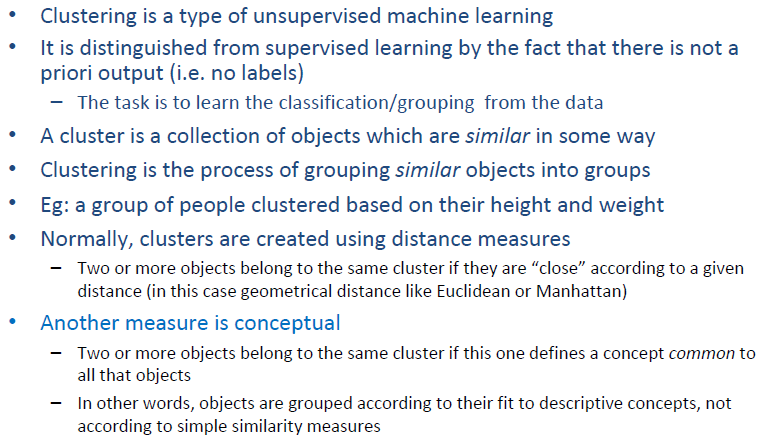 • Clustering is a type of unsupervised machine learning
• It is distinguished from supervised learning by the fact that there is not a
priori output (i.e. no labels)
– The task is to learn the classification/grouping from the data
• A cluster is a collection of objects which are similar in some way
• Clustering is the process of grouping similar objects into groups
• Eg: a group of people clustered based on their height and weight
• Normally, clusters are created using distance measures
– Two or more objects belong to the same cluster if they are “close” according to a given
distance (in this case geometrical distance like Euclidean or Manhattan)
• Another measure is conceptual
– Two or more objects belong to the same cluster if this one defines a concept common to
all that objects
– In other words, objects are grouped according to their fit to descriptive concepts, not
according to simple similarity measures